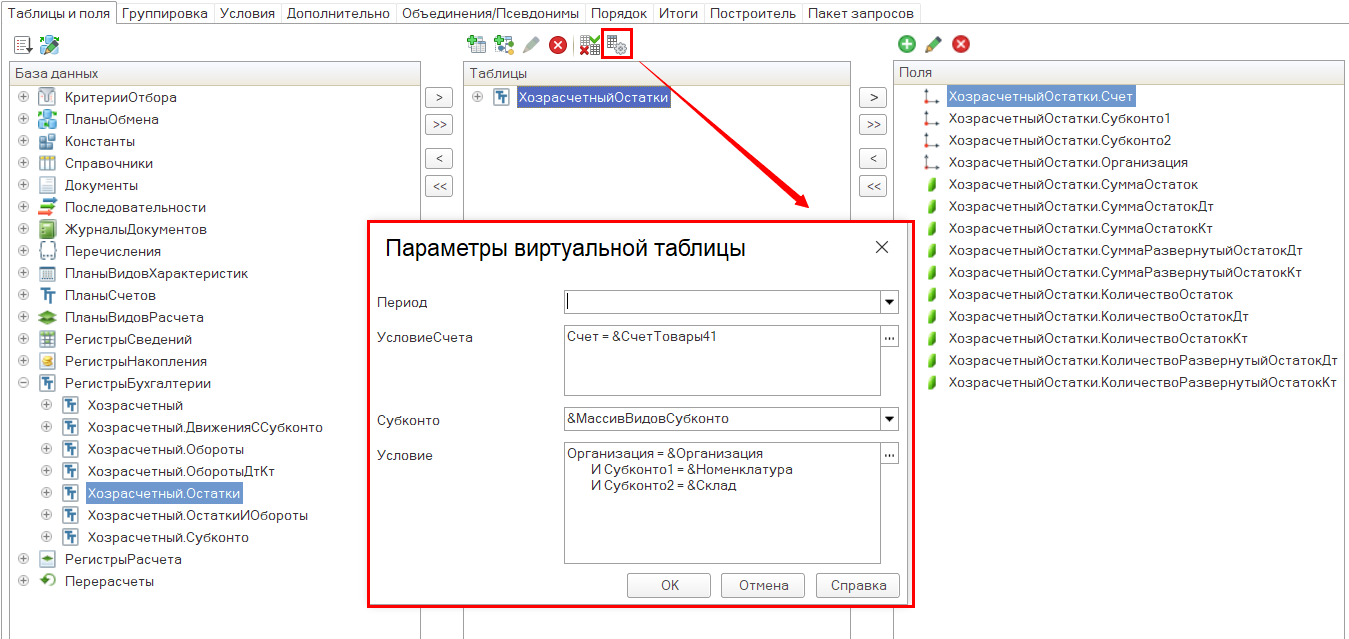 Таблицы и поля Группировка Условия Дополнительно Объединения/Псевдонимы Порядок Итоги Построитель Пакет запросов
База данных
КритерииОтбора
ПланыОбмена
Константы
Справочники
Документы
Последовательности
ЖурналыДокументов
Перечисления
ПланыВидовХарактеристик
ПланыСчетов
ПланыВидовРасчета
РегистрыСведений
РегистрыНакопления
РегистрыБухгалтерии
Хозрасчетный
Хозрасчетный.ДвиженияССубконто
Хозрасчетный.Обороты
Хозрасчетный.ОборотыДтКт
Хозрасчетный.Остатки
Хозрасчетный.ОстаткиИОбороты
Хозрасчетный.Субконто
РегистрыРасчета
Перерасчеты
>
>>
<
<<
Таблицы
ХозрасчетныйОстатки
>
>>
<
<<
Поля
ХозрасчетныйОстатки.Счет
ХозрасчетныйОстатки.Субконто1
ХозрасчетныйОстатки.Субконто2
ХозрасчетныйОстатки.Организация
ХозрасчетныйОстатки.СуммаОстаток
ХозрасчетныйОстатки.СуммаОстатокДт
ХозрасчетныйОстатки.СуммаОстатокКт
ХозрасчетныйОстатки.СуммаРазвернутыйОстатокДт
ХозрасчетныйОстатки.СуммаРазвернутыйОстатокКт
ХозрасчетныйОстатки.КоличествоОстаток
ХозрасчетныйОстатки.КоличествоОстатокДт
ХозрасчетныйОстатки.КоличествоОстатокКт
ХозрасчетныйОстатки.КоличествоРазвернутыйОстатокДт
ХозрасчетныйОстатки.КоличествоРазвернутыйОстатокКт
Параметры виртуальной таблицы
Период
УсловиеСчета
Счет = &СчетТовары41
...
Субконто
&МассивВидовСубконто
Условие
Организация = &Организация
И Субконто1 = &Номенклатура
И Субконто2 = &Склад
...
ОК Отмена Справка